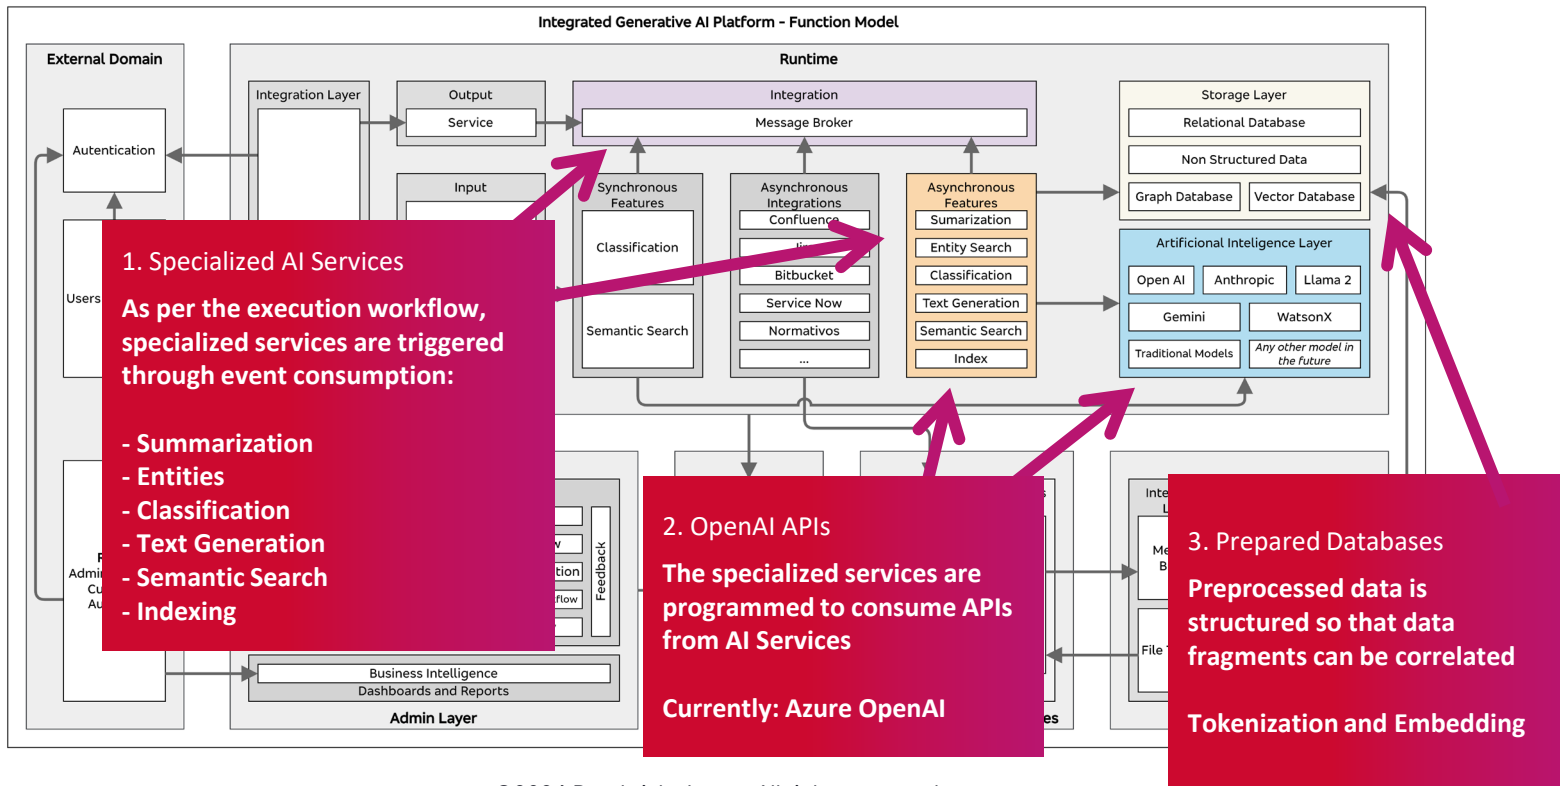 Integrated Generative AI Platform - Function Model
External Domain
Runtime
Integration Layer
Output
Service
Integration
Message Broker
Storage Layer
Relational Database
Non Structured Data
Graph Database
Vector Database
Autentication
Input
Synchronous
Features
Classification
Semantic Search
Asynchronous
Integrations
Confluence
Bitbucket
Service Now
Normativos
...
Asynchronous
Features
Sumarization
Entity Search
Classification
Text Generation
Semantic Search
Index
Artificional Inteligence Layer
Open AI
Anthropic
Llama 2
Gemini
WatsonX
Traditional Models
Any other model in
the future
Users
1. Specialized AI Services
As per the execution workflow,
specialized services are triggered
through event consumption:
- Summarization
- Entities
- Classification
- Text Generation
- Semantic Search
- Indexing
Feedback
Business Intelligence
Dashboards and Reports
Admin Layer
2. OpenAI APIs
The specialized services are
programmed to consume APIs
from AI Services
Currently: Azure OpenAI
3. Prepared Databases
Preprocessed data is
structured so that data
fragments can be correlated
Tokenization and Embedding